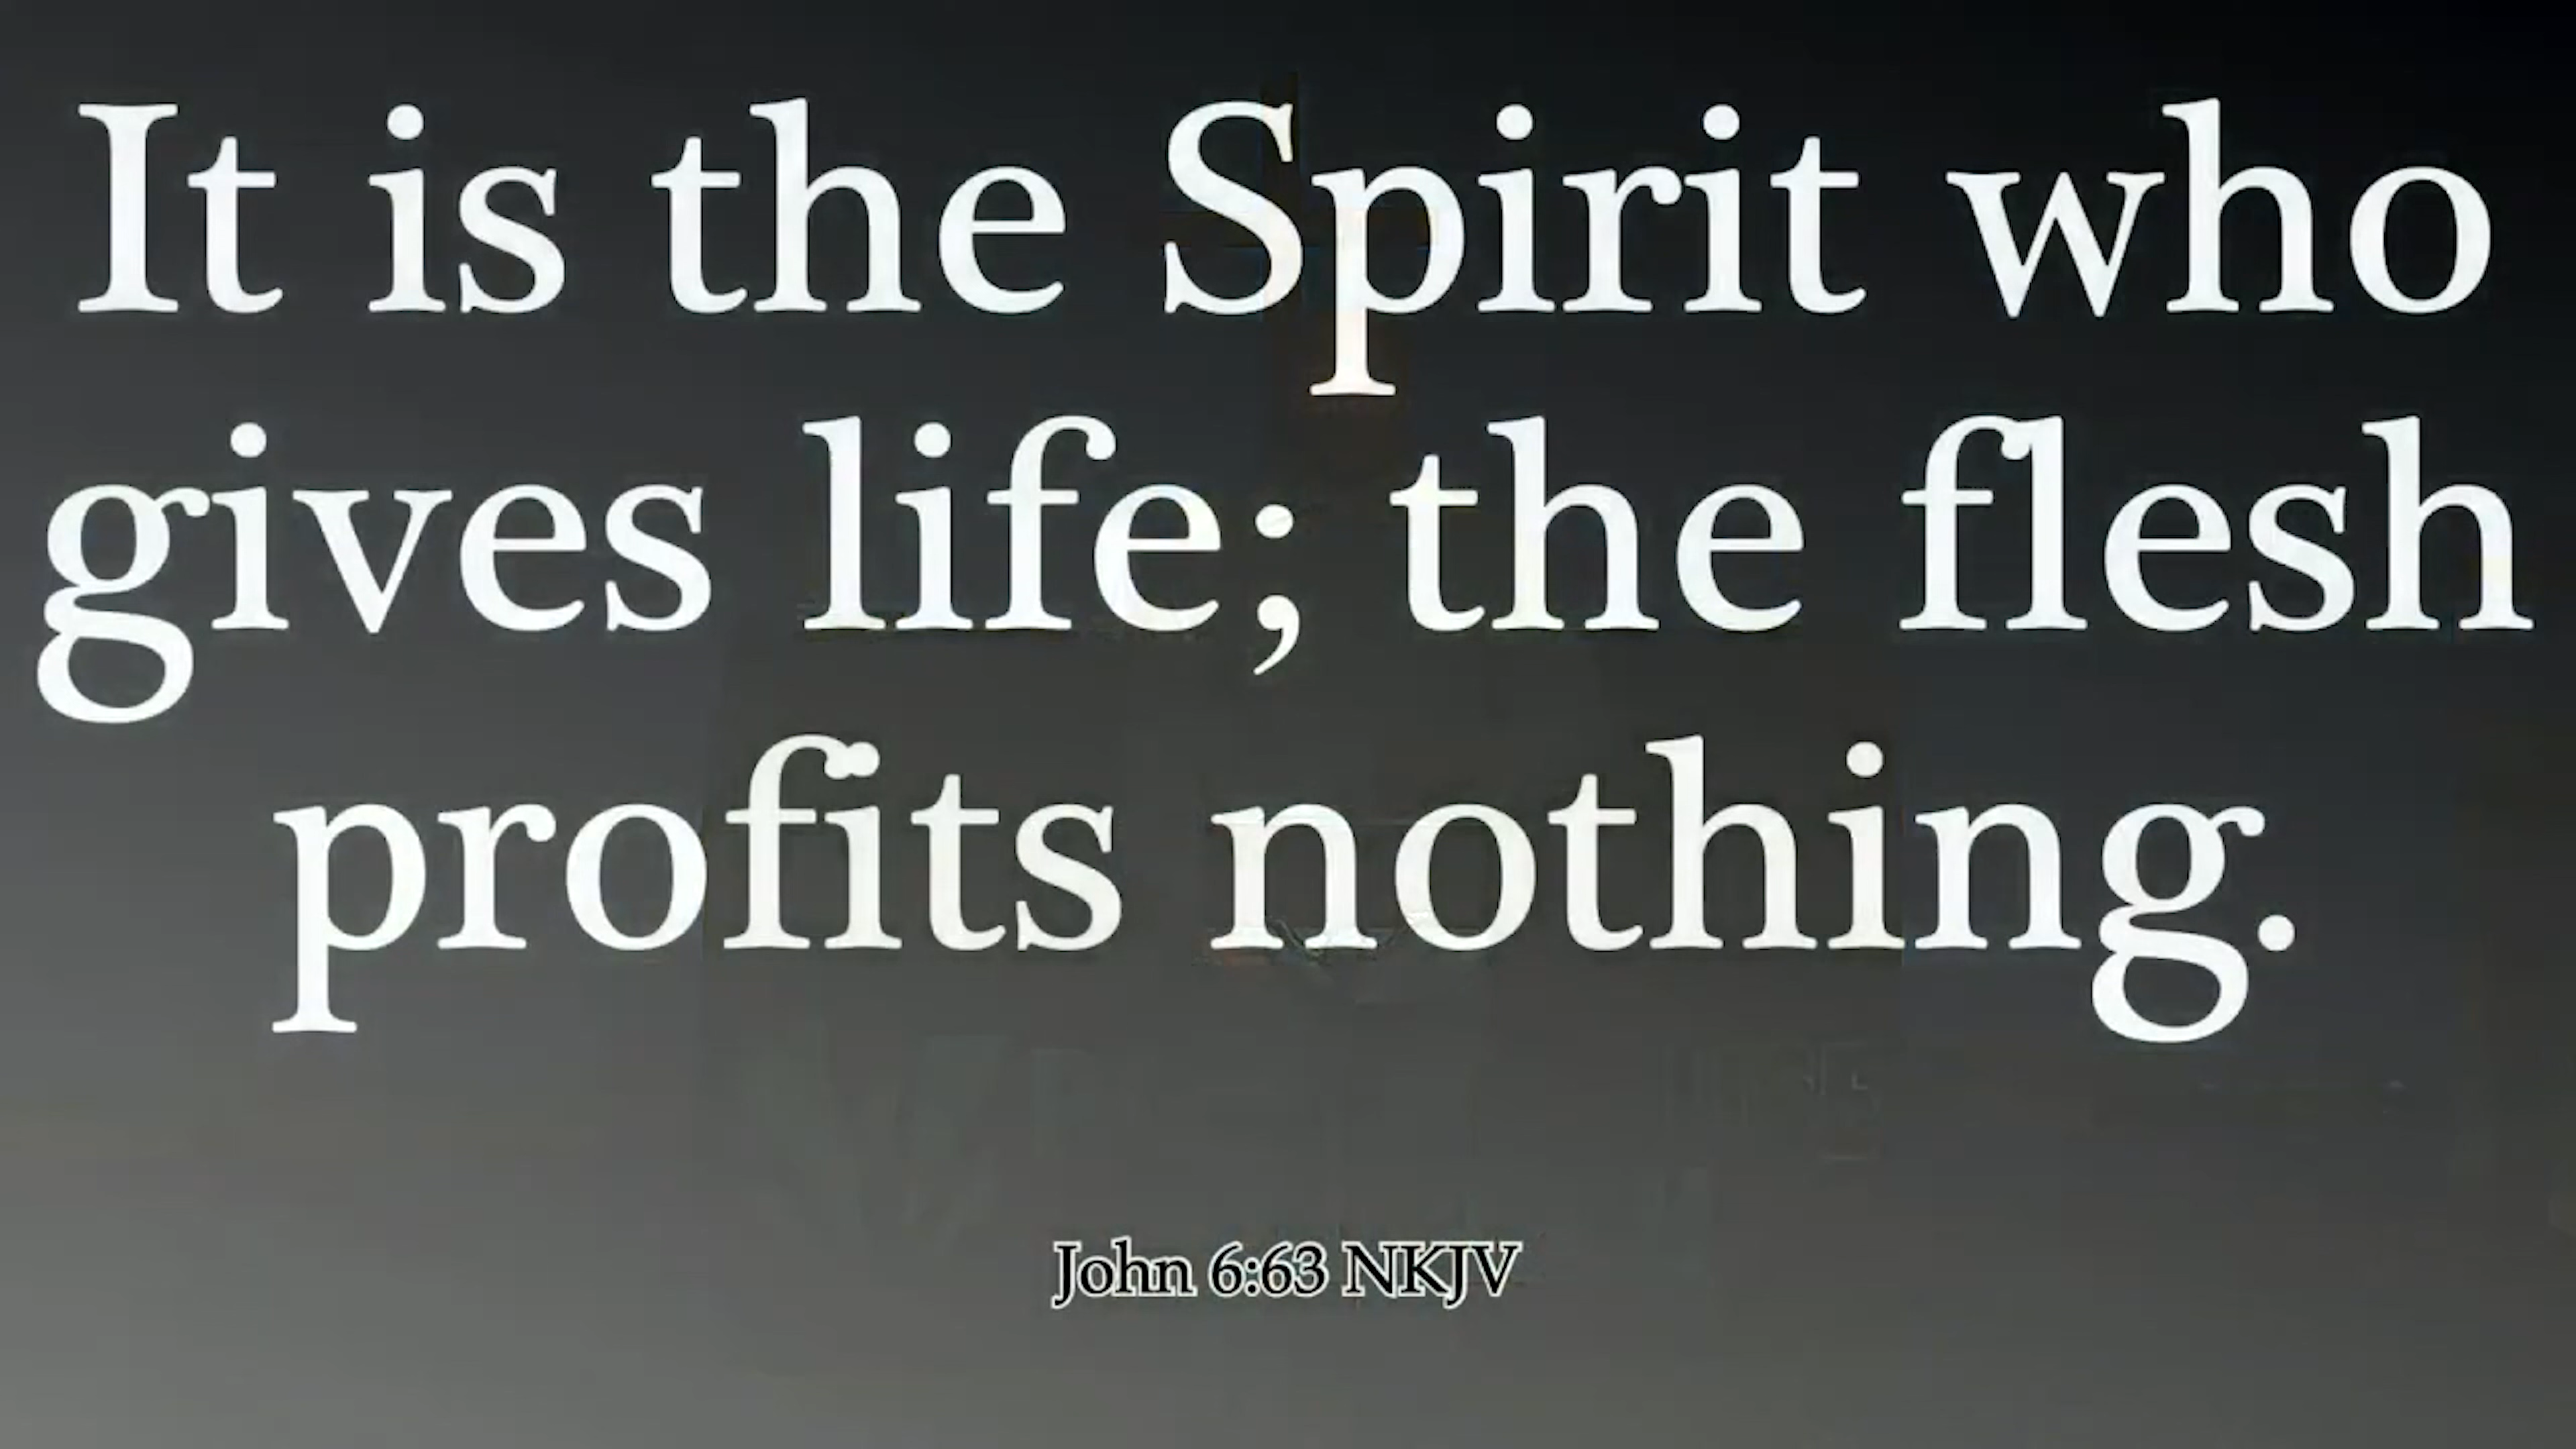 It is the Spirit who
gives life; the flesh
profits nothing.
John 6:63 NKJV